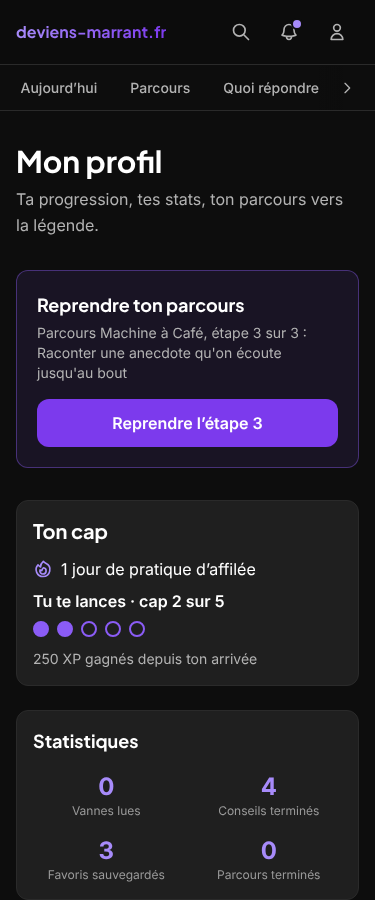 deviens-marrant.fr
Aujourd’hui Parcours Quoi répondre
Mon profil
Ta progression, tes stats, ton parcours vers
la légende.
Reprendre ton parcours
Parcours Machine à Café, étape 3 sur 3 :
Raconter une anecdote qu'on écoute
jusqu'au bout
Reprendre l’étape 3
Ton cap
1 jour de pratique d’affilée
Tu te lances · cap 2 sur 5
250 XP gagnés depuis ton arrivée
Statistiques
0 4
Vannes lues Conseils terminés
3 0
Favoris sauvegardés Parcours terminés